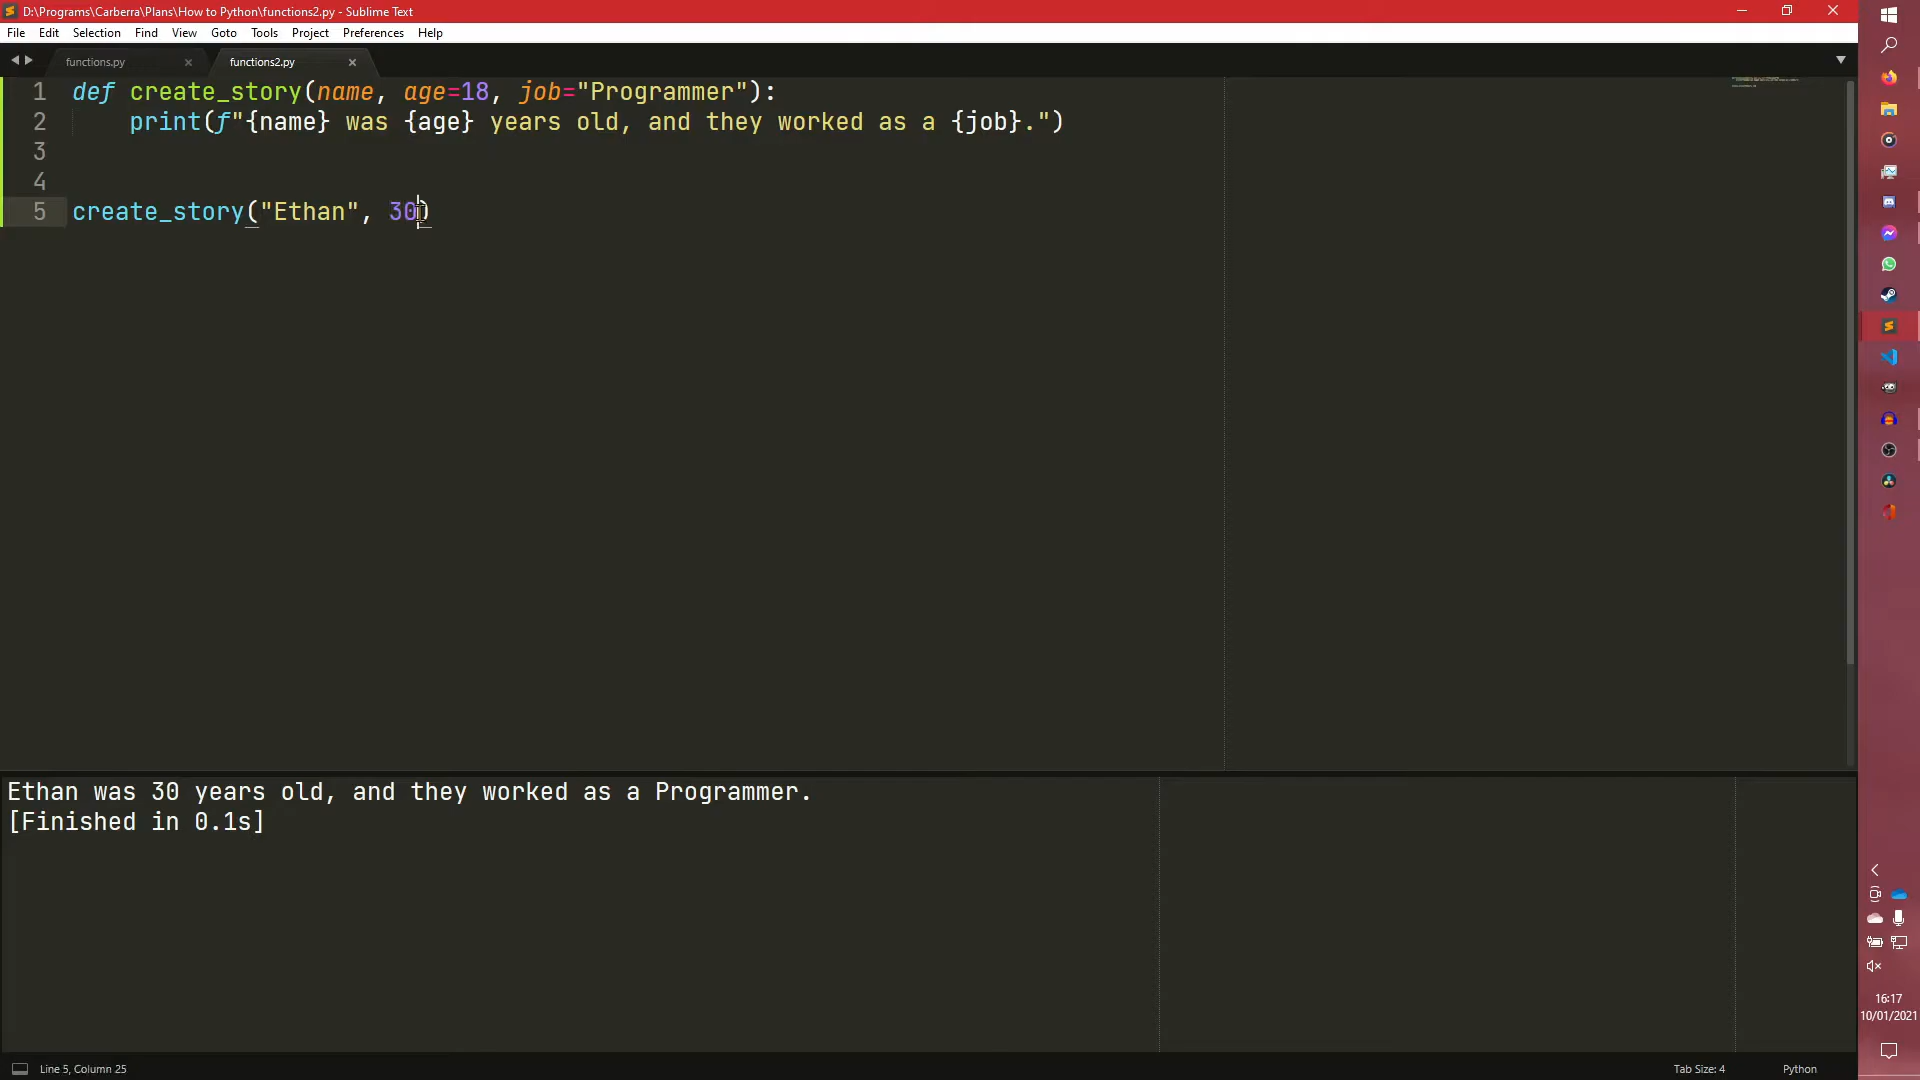 D:\Programs\Carberra\Plans\How to Python\functions2.py - Sublime Text
File Edit Selection Find View Goto Tools Project Preferences Help
functions.py functions2.py
1 def create_story(name, age=18, job="Programmer"):
2 print(f"{name} was {age} years old, and they worked as a {job}.")
3
4
5 create_story("Ethan", 30)
Ethan was 30 years old, and they worked as a Programmer.
[Finished in 0.1s]
16:17
10/01/2021
Line 5, Column 25 Tab Size: 4 Python